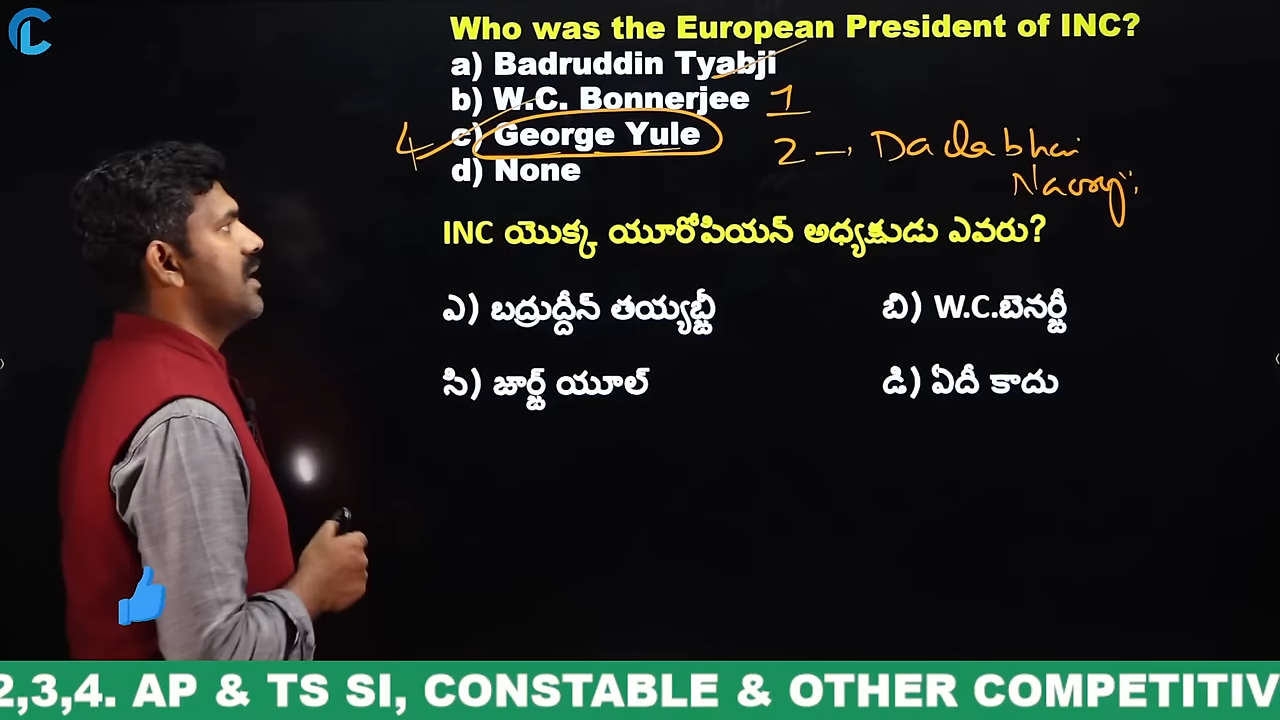 Who was the European President of INC?
a) Badruddin Tyabji
b) W.C. Bonnerjee 1
4 c) George Yule
2 → Dadabhai
Naoroji
d) None
INC యొక్క యూరోపియన్ అధ్యక్షుడు ఎవరు?
ఎ) బద్రుద్దీన్ తయ్యబ్జీ
బి) W.C.బెనర్జీ
సి) జార్జ్ యూల్
డి) ఏదీ కాదు
2,3,4. AP & TS SI, CONSTABLE & OTHER COMPETITIV